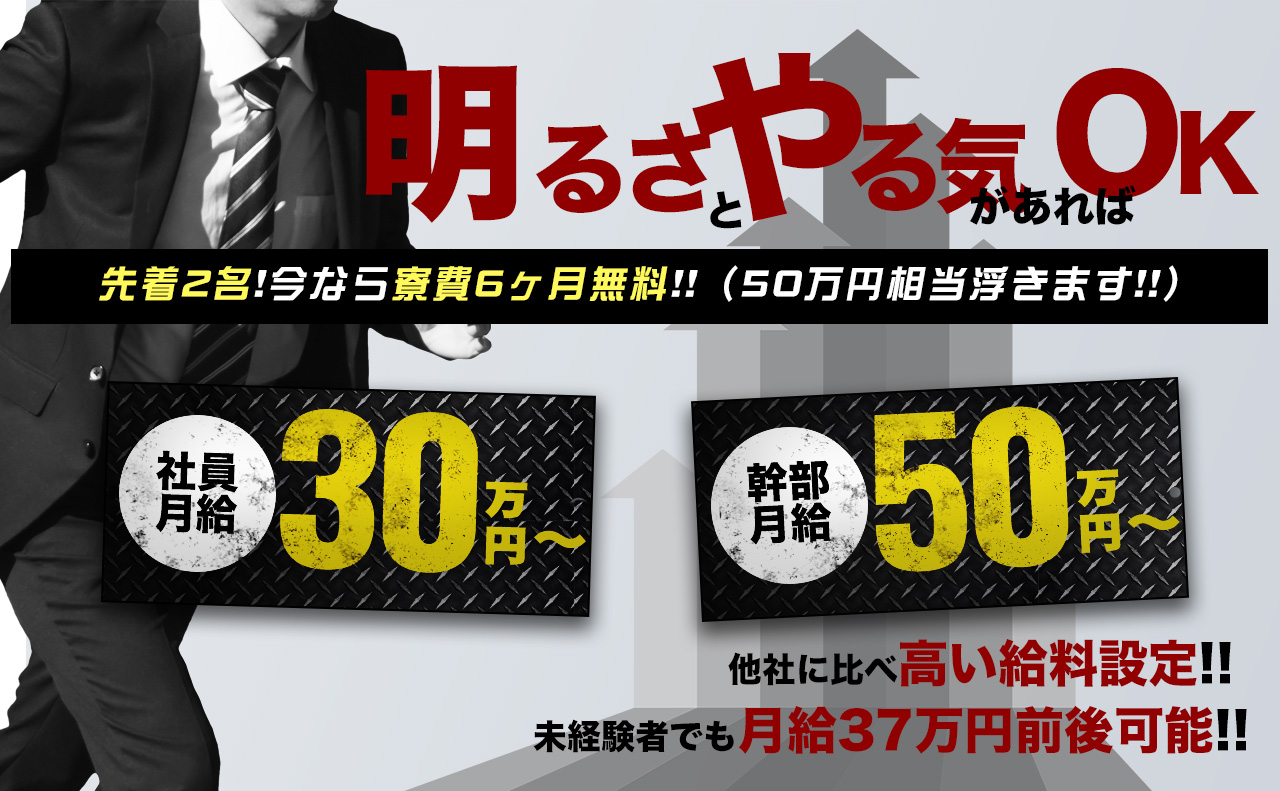 明るさとやる気があればOK
先着2名!今なら寮費6ヶ月無料!!（50万円相当浮きます!!）
社員
月給
30万円～
幹部
月給
50万円～
他社に比べ高い給料設定!!
未経験者でも月給37万円前後可能!!